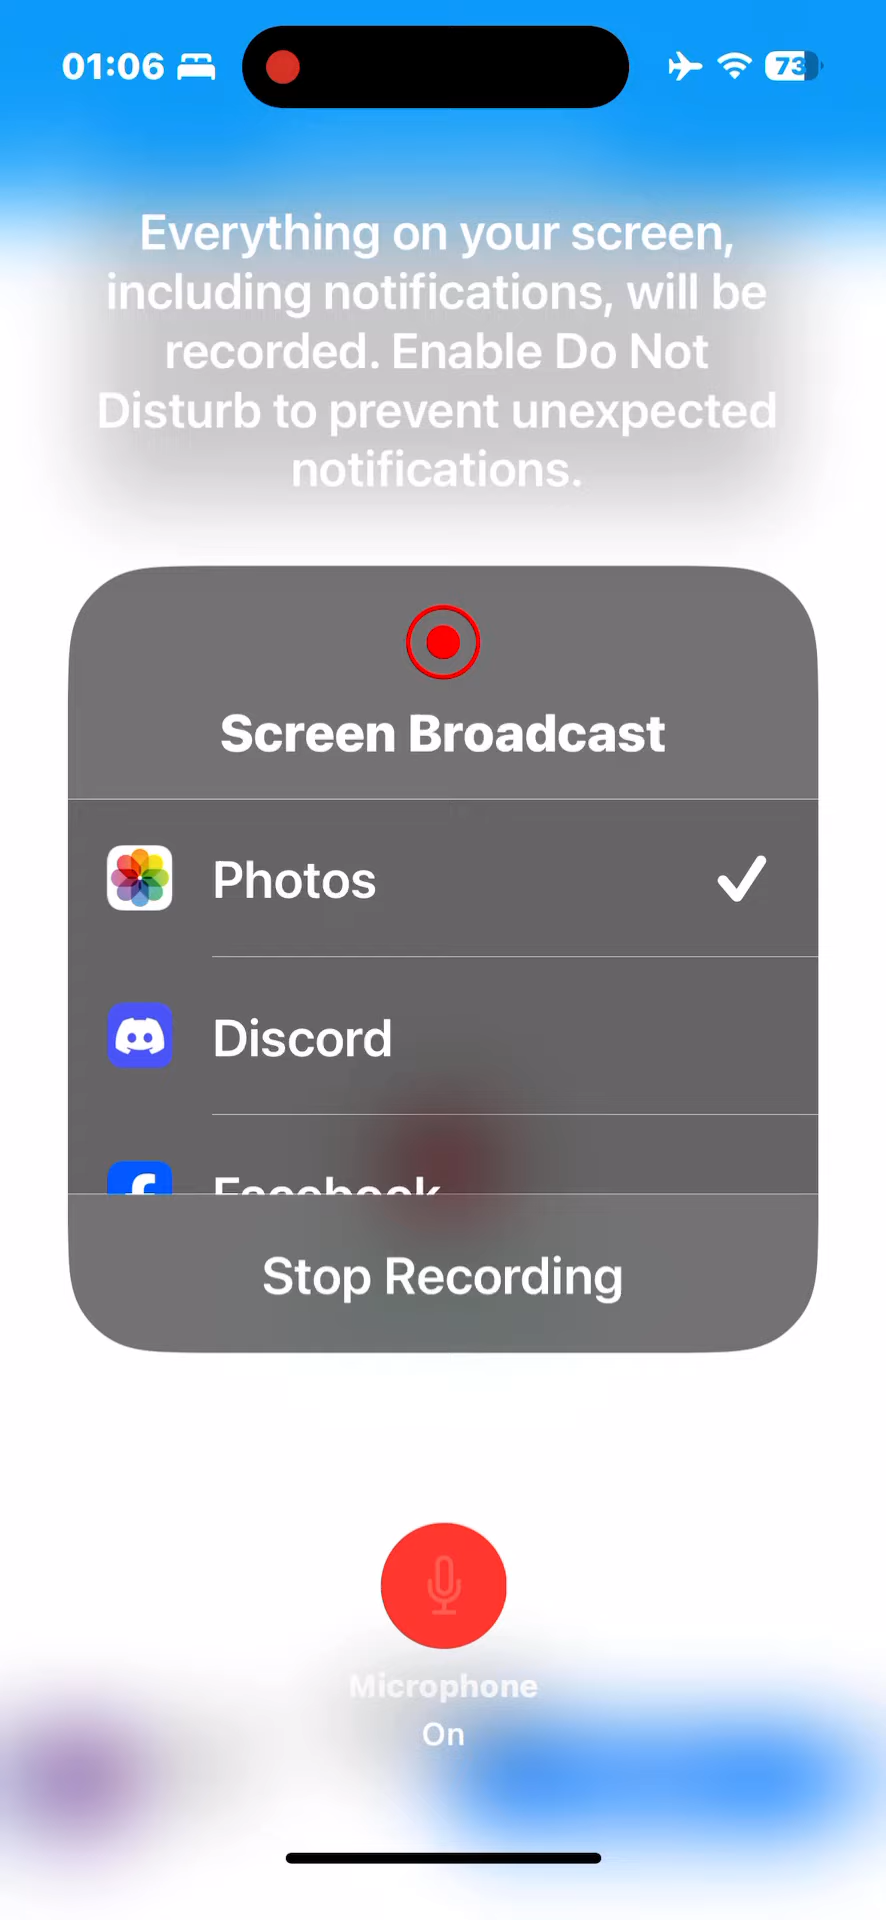 01:06
73
Everything on your screen,
including notifications, will be
recorded. Enable Do Not
Disturb to prevent unexpected
notifications.
Screen Broadcast
Photos
Discord
Facebook
Stop Recording
Microphone
On